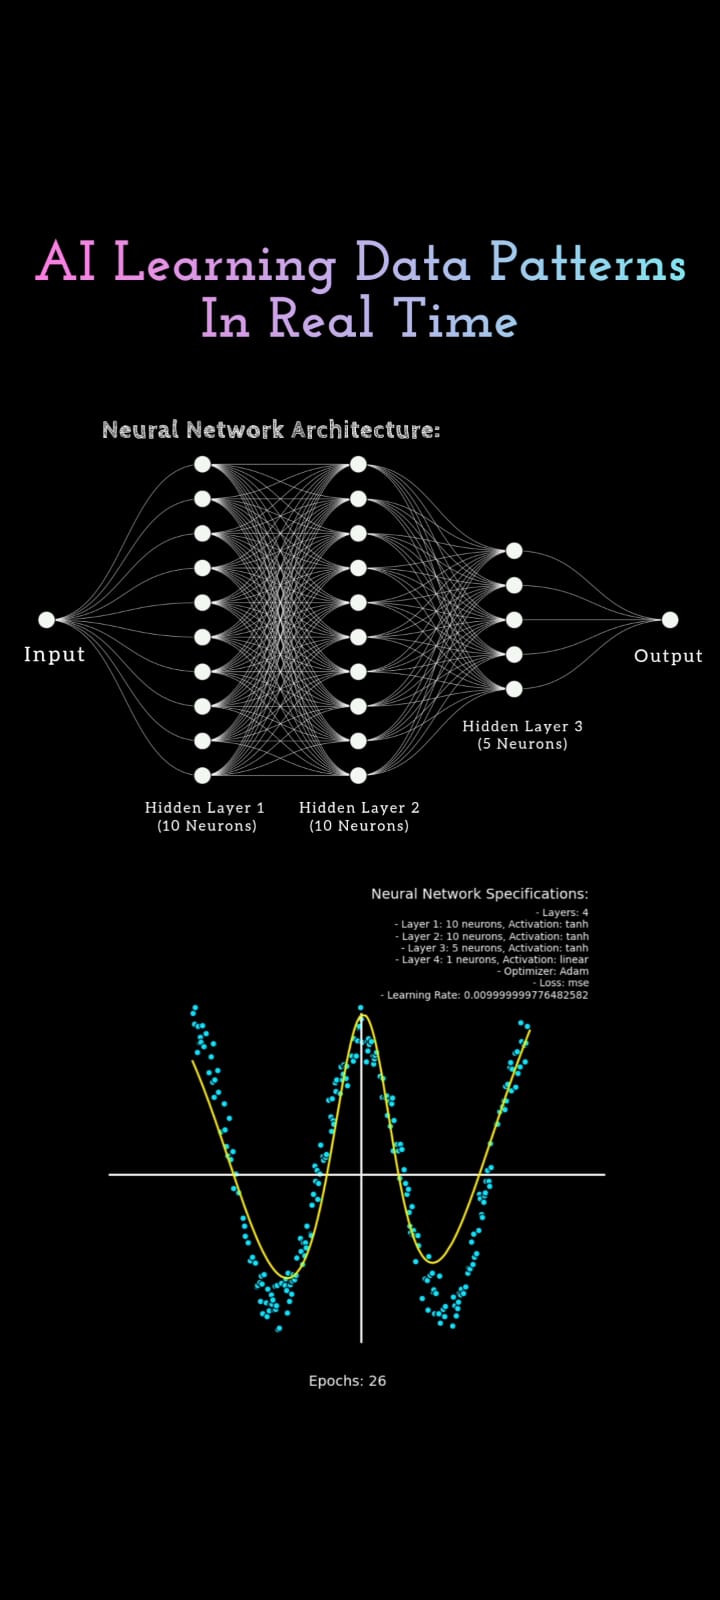 AI Learning Data Patterns
In Real Time
Neural Network Architecture:
Input
Output
Hidden Layer 3
(5 Neurons)
Hidden Layer 1
(10 Neurons)
Hidden Layer 2
(10 Neurons)
Neural Network Specifications:
- Layers: 4
- Layer 1: 10 neurons, Activation: tanh
- Layer 2: 10 neurons, Activation: tanh
- Layer 3: 5 neurons, Activation: tanh
- Layer 4: 1 neurons, Activation: linear
- Optimizer: Adam
- Loss: mse
- Learning Rate: 0.009999999776482582
Epochs: 26